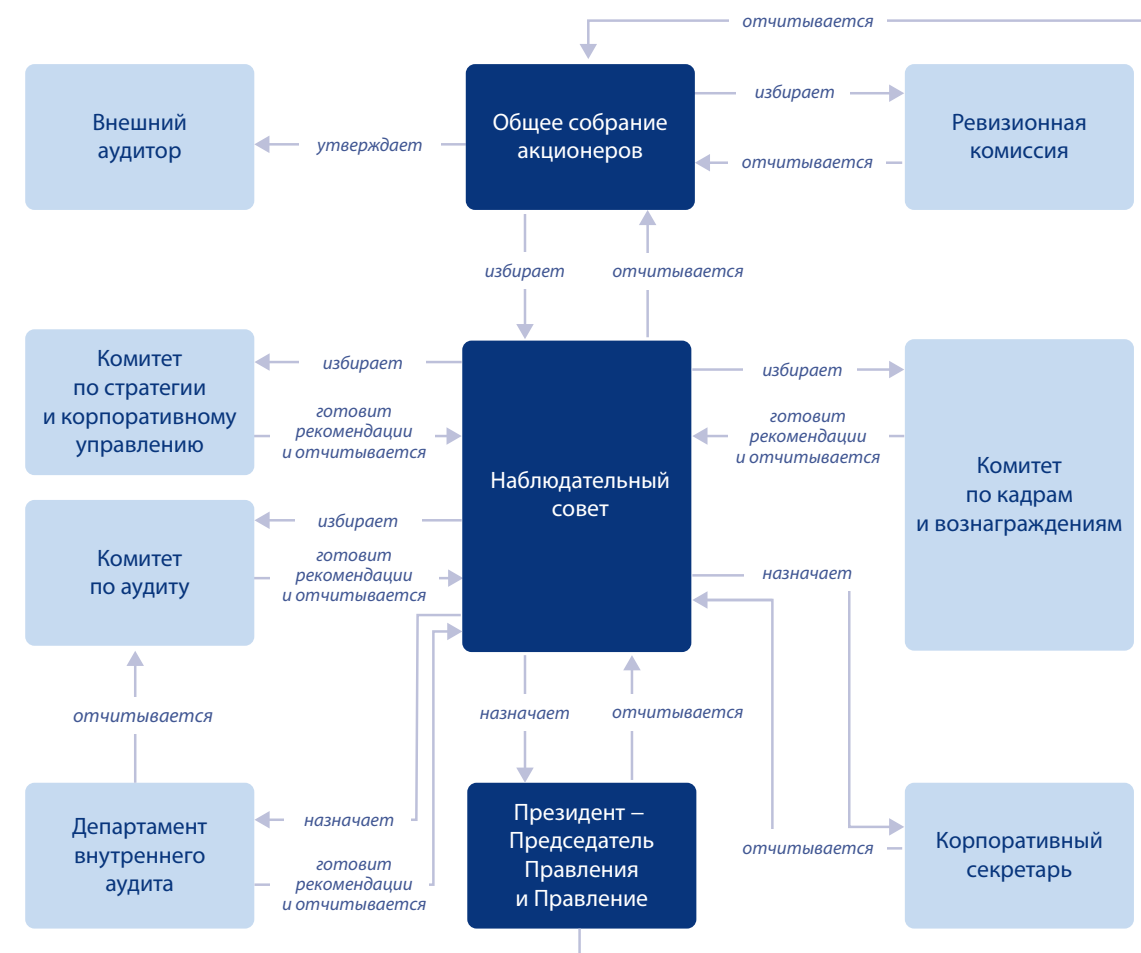 отчитывается
Внешний
аудитор
утверждает
Общее собрание
акционеров
избирает
отчитывается
Ревизионная
комиссия
избирает
отчитывается
Комитет
по стратегии
и корпоративному
управлению
избирает
готовит
рекомендации
и отчитывается
Наблюдательный
совет
избирает
готовит
рекомендации
и отчитывается
Комитет
по кадрам
и вознаграждениям
Комитет
по аудиту
избирает
готовит
рекомендации
и отчитывается
назначает
отчитывается
назначает
отчитывается
Департамент
внутреннего
аудита
назначает
готовит
рекомендации
и отчитывается
Президент –
Председатель
Правления
и Правление
отчитывается
Корпоративный
секретарь